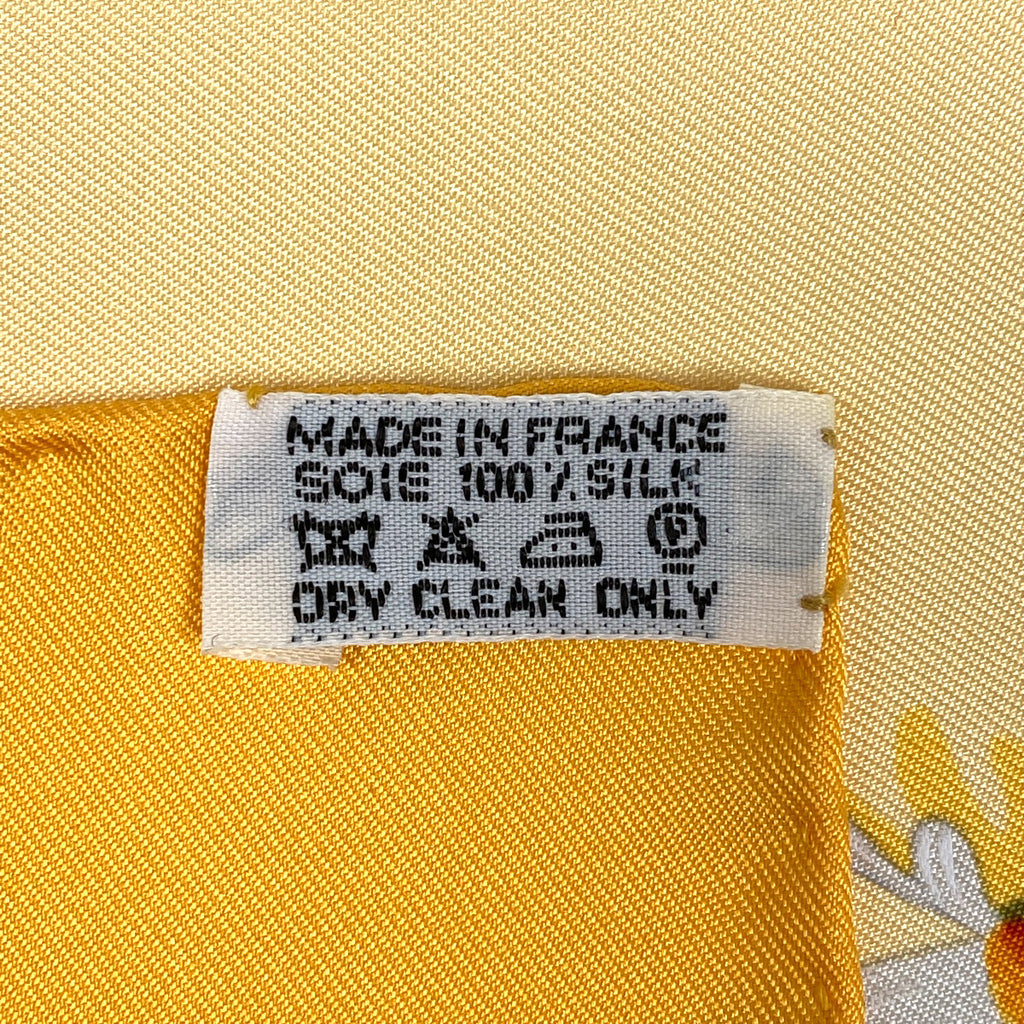 MADE IN FRANCE
SOIE 100% SILK
P
DRY CLEAN ONLY